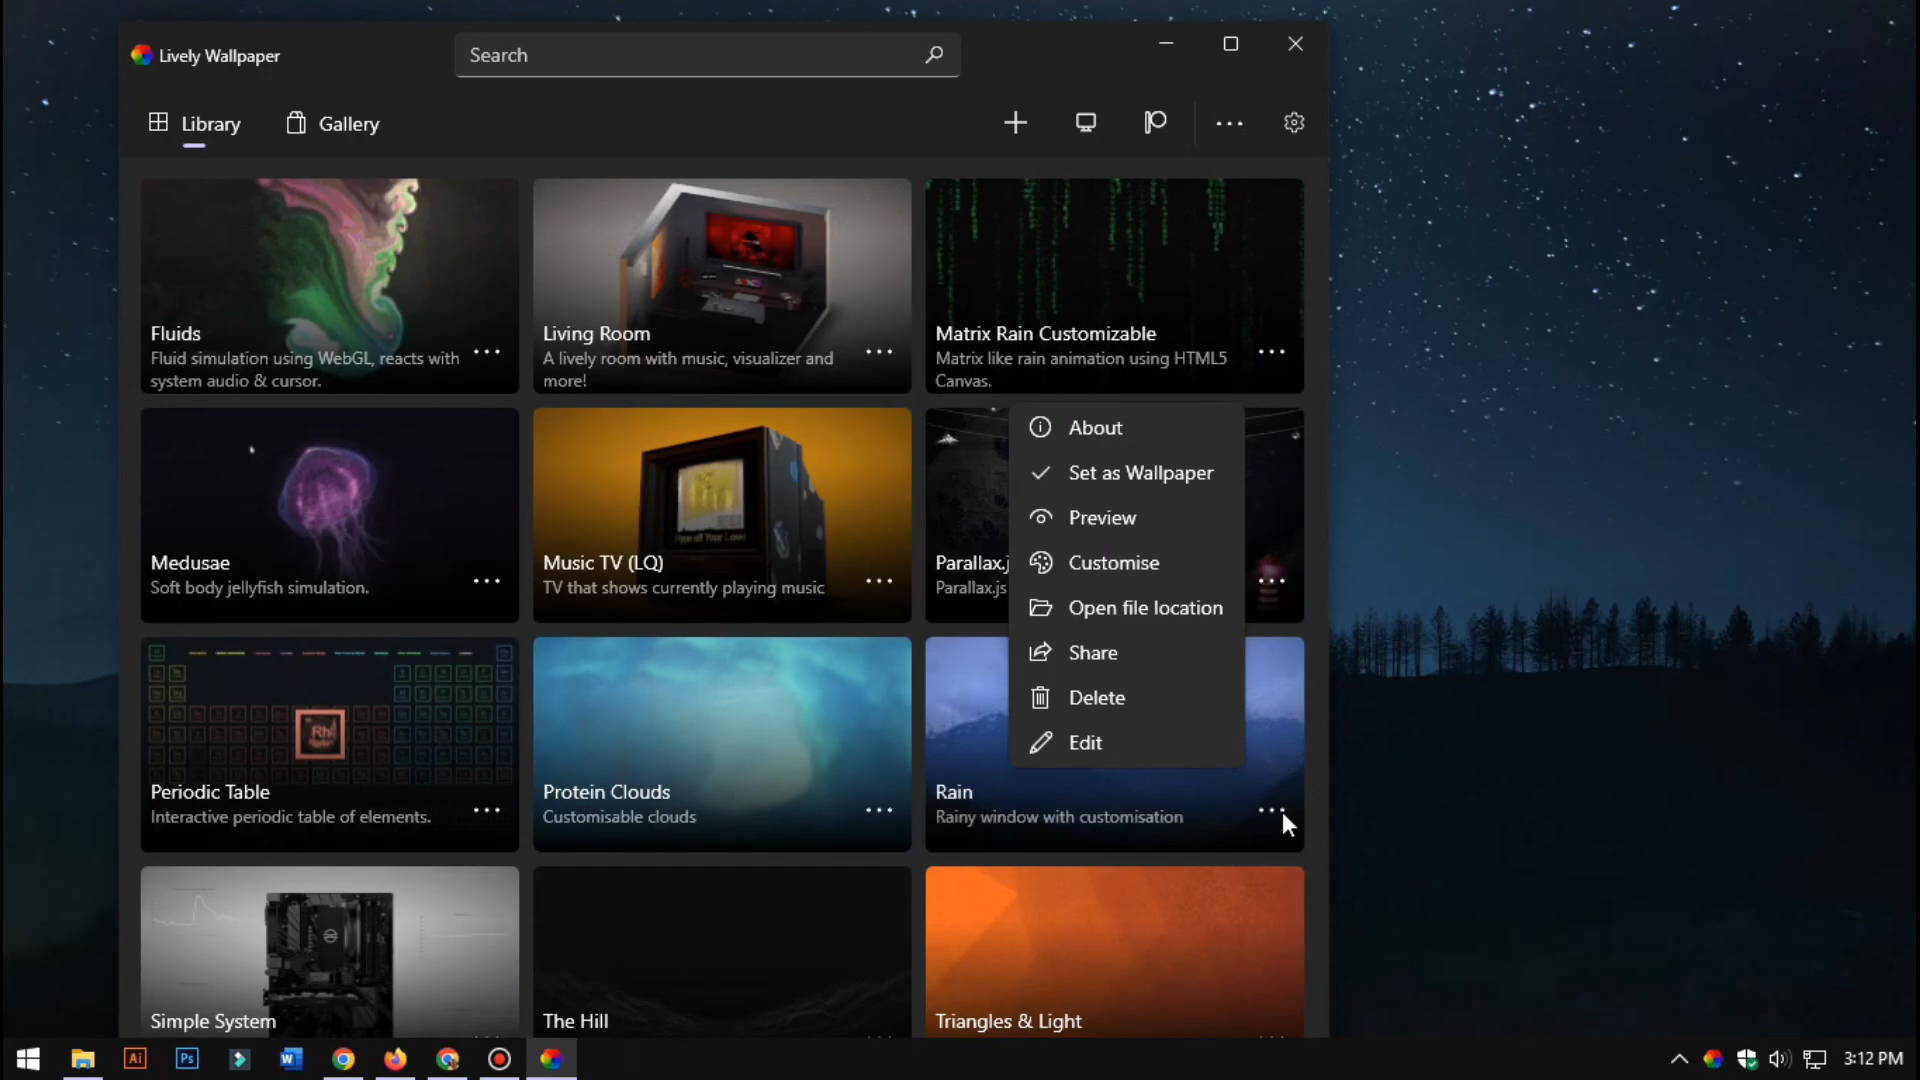 Lively Wallpaper
Search
Library
Gallery
Fluids
Fluid simulation using WebGL, reacts with
system audio & cursor.
Living Room
A lively room with music, visualizer and
more!
Matrix Rain Customizable
Matrix like rain animation using HTML5
Canvas.
Medusae
Soft body jellyfish simulation.
Music TV (LQ)
TV that shows currently playing music
Parallax.j
Parallax.js
About
Set as Wallpaper
Preview
Customise
Open file location
Share
Delete
Edit
Rh
Periodic Table
Interactive periodic table of elements.
Protein Clouds
Customisable clouds
Rain
Rainy window with customisation
Simple System
The Hill
Triangles & Light
Ai
Ps
W
3:12 PM